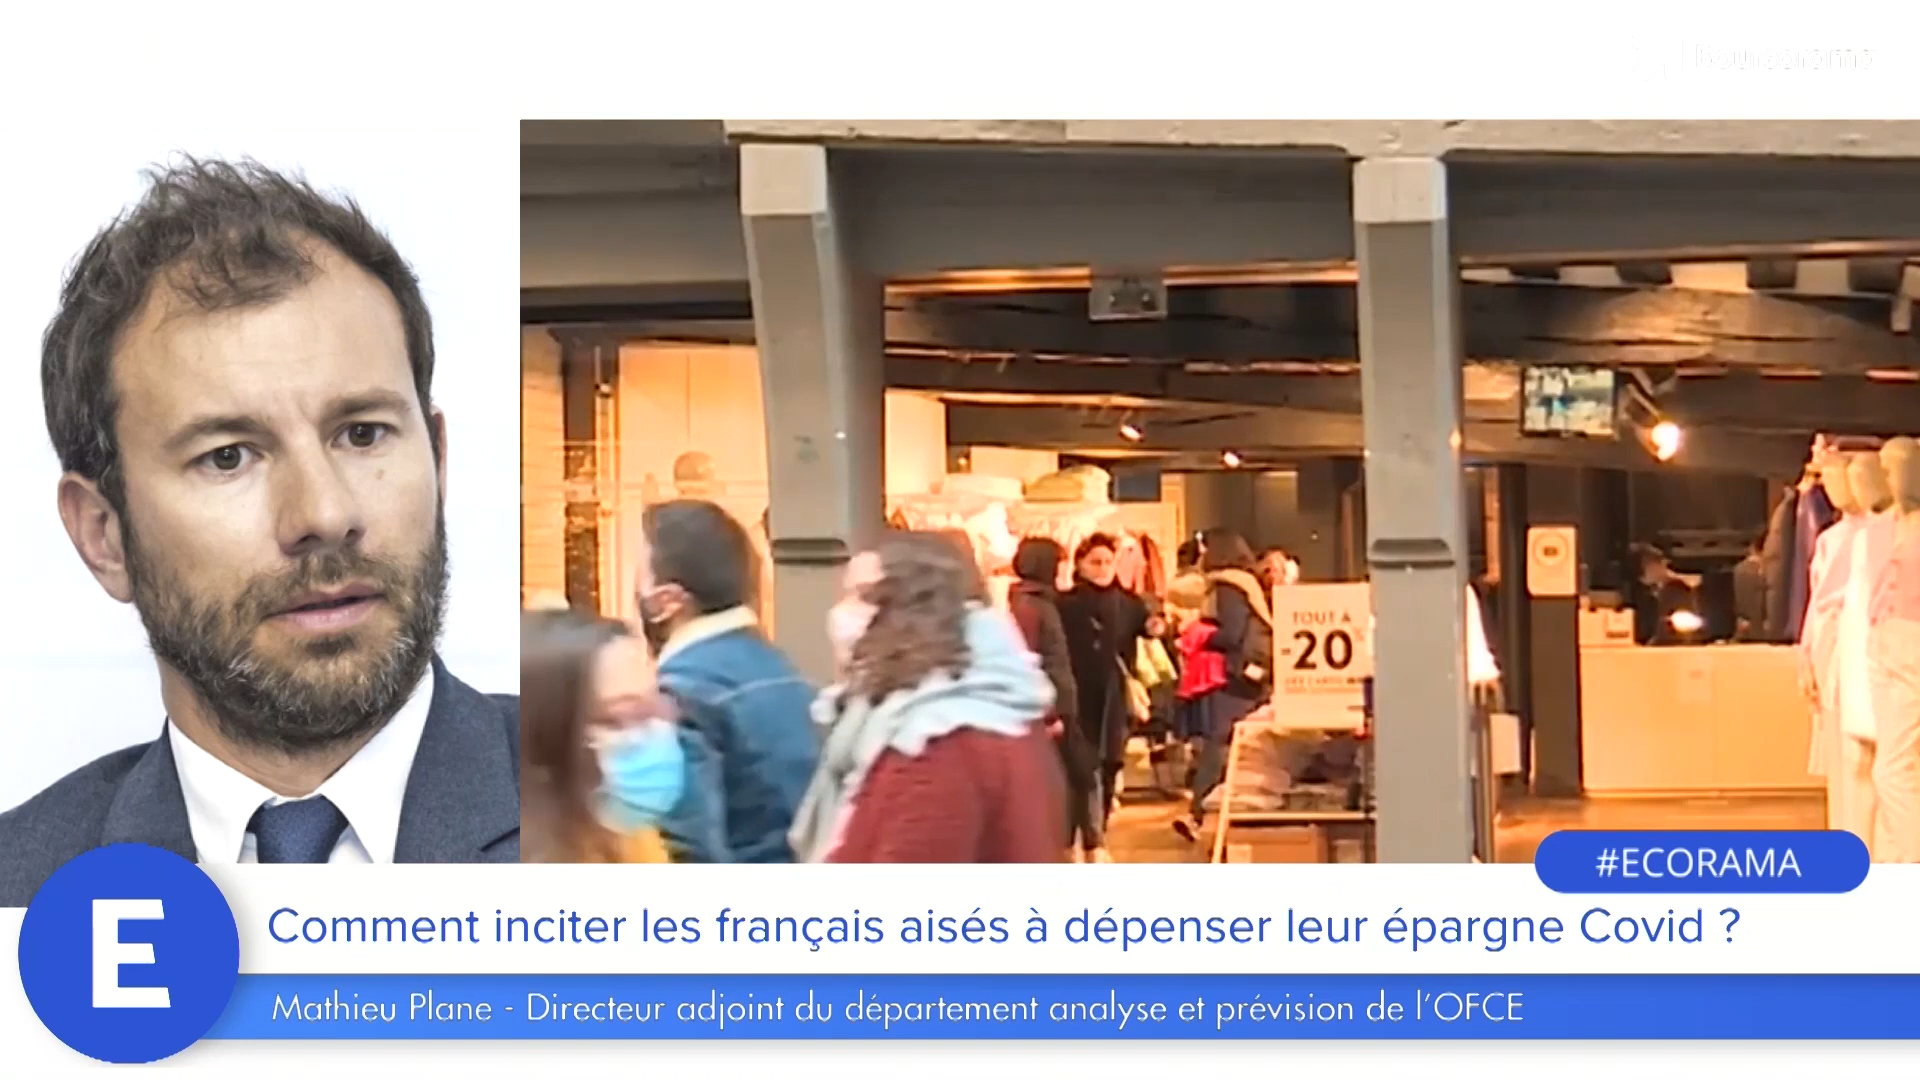 Boursorama
TOUT À
-20%
#ECORAMA
Comment inciter les français aisés à dépenser leur épargne Covid ?
E
Mathieu Plane - Directeur adjoint du département analyse et prévision de l'OFCE